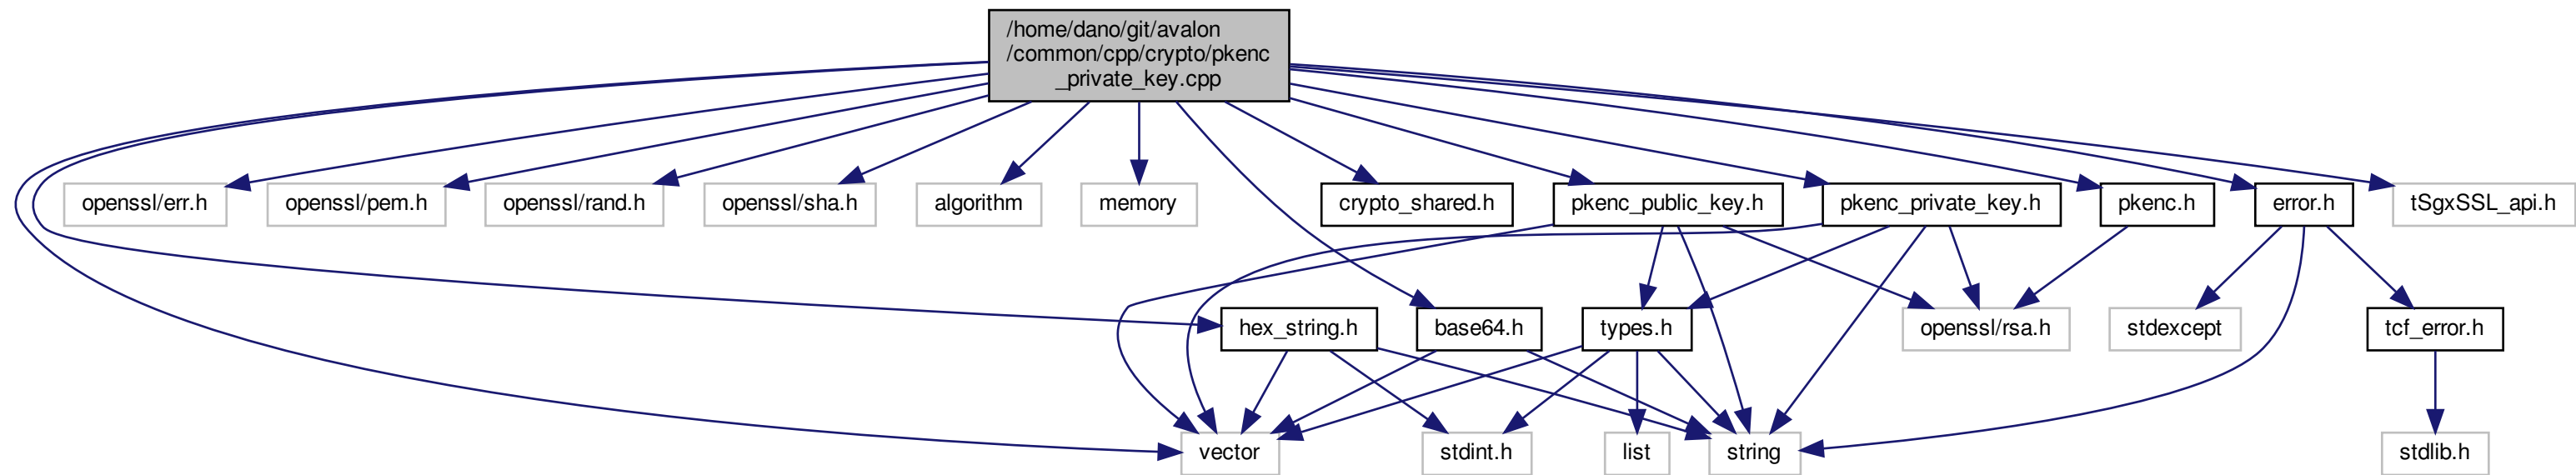 /home/dano/git/avalon
/common/cpp/crypto/pkenc
_private_key.cpp
openssl/err.h
openssl/pem.h
openssl/rand.h
openssl/sha.h
algorithm
memory
crypto_shared.h
pkenc_public_key.h
pkenc_private_key.h
pkenc.h
error.h
tSgxSSL_api.h
hex_string.h
base64.h
types.h
openssl/rsa.h
stdexcept
tcf_error.h
vector
stdint.h
list
string
stdlib.h